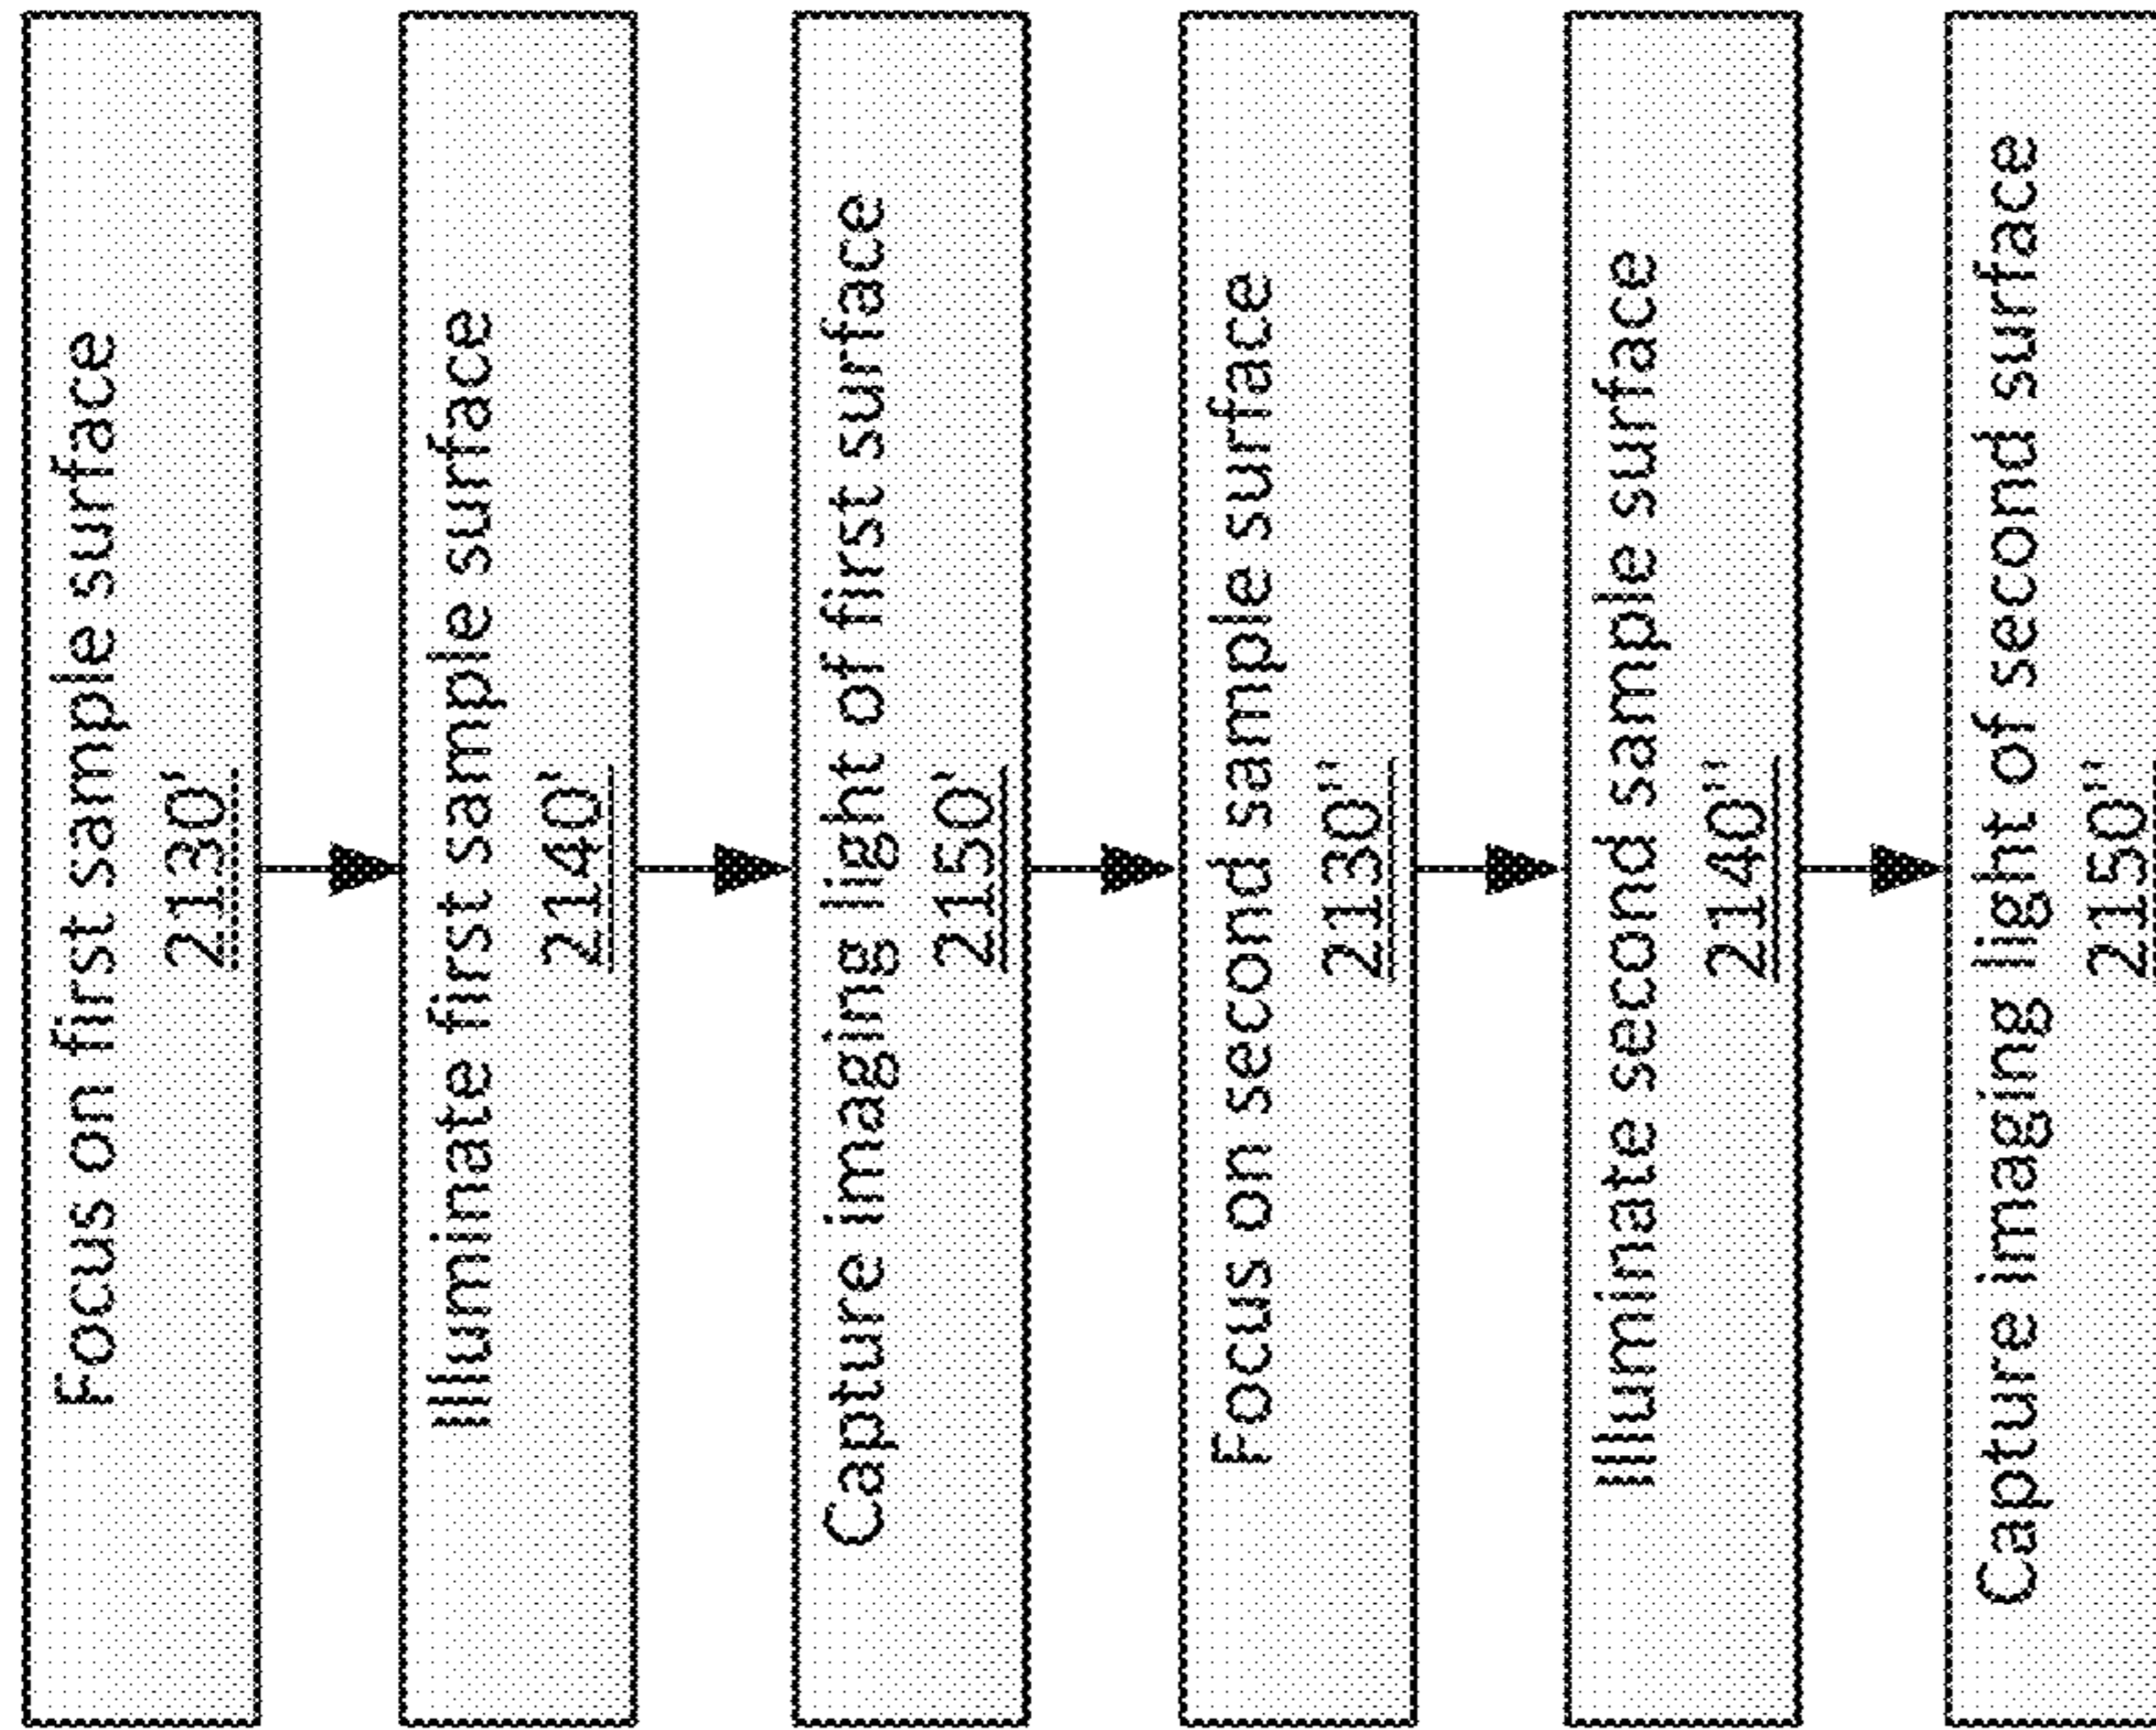 Focus on first sample surface
2130'
Illuminate first sample surface
2140'
Capture imaging light of first surface
2150'
Focus on second sample surface
2130''
Illuminate second sample surface
2140''
Capture imaging light of second surface
2150''